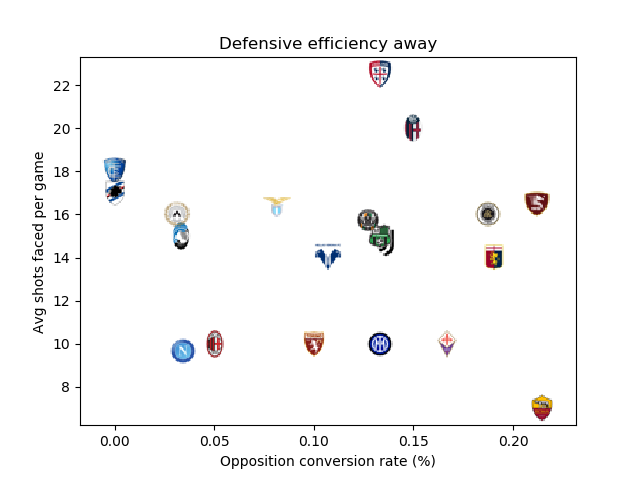 Defensive efficiency away
Avg shots faced per game
22
20
18
16
14
12
10
8
0.00 0.05 0.10 0.15 0.20
Opposition conversion rate (%)
N